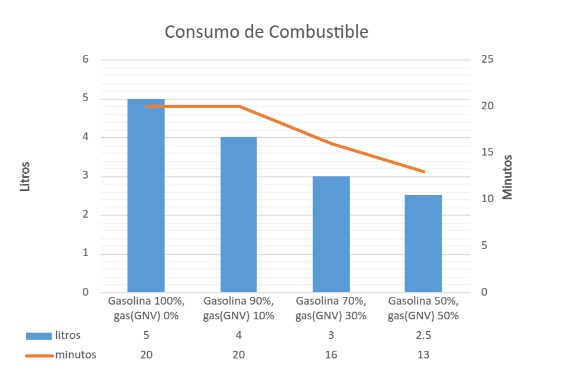 Consumo de Combustible
6
5
4
3
2
1
0
Litros
25
20
15
10
5
0
Minutos
Gasolina 100%, gas(GNV) 0%
Gasolina 90%, gas(GNV) 10%
Gasolina 70%, gas(GNV) 30%
Gasolina 50%, gas(GNV) 50%
litros 5 4 3 2.5
minutos 20 20 16 13